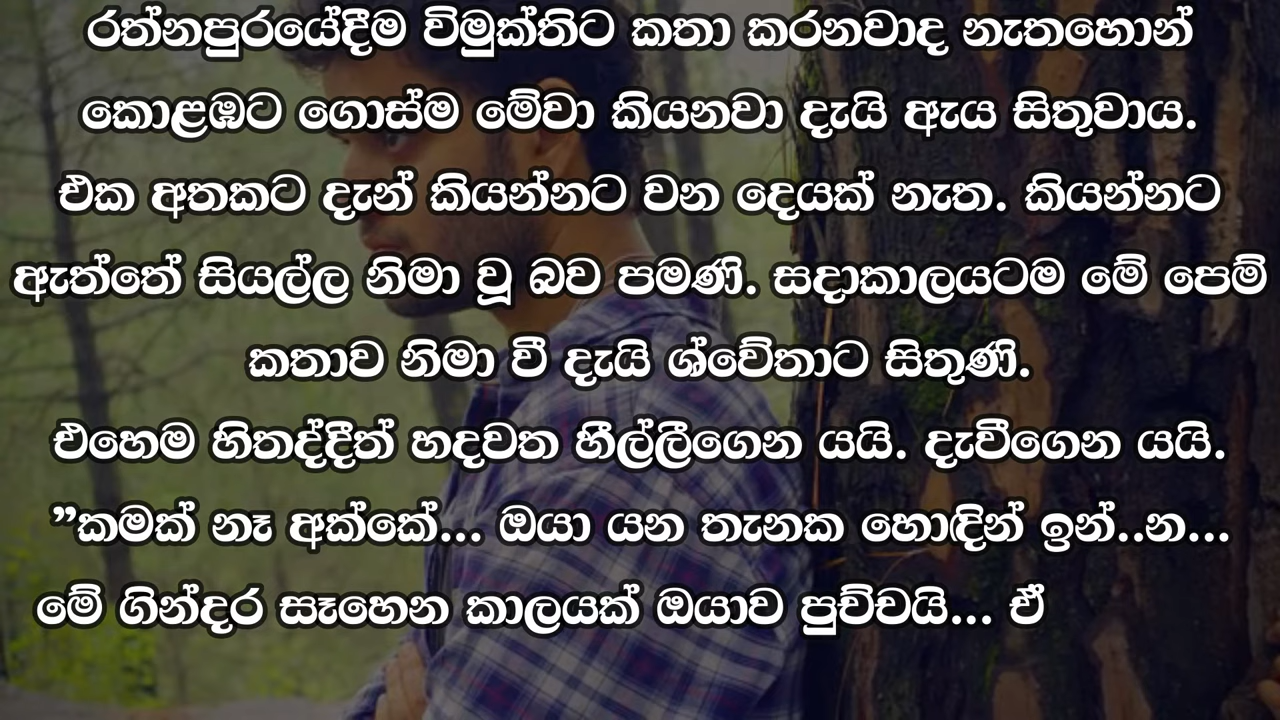 රත්නපුරයේදීම විමුක්තිට කතා කරනවාද නැතහොත්
කොළඹට ගොස්ම මේවා කියනවා දැයි ඇය සිතුවාය.
එක අතකට දැන් කියන්නට වන දෙයක් නැත. කියන්නට
ඇත්තේ සියල්ල නිමා වූ බව පමණි. සදාකාලයටම මේ පෙම්
කතාව නිමා වී දැයි ශ්වේතාට සිතුණි.
එහෙම හිතද්දීත් හදවත හීල්ලීගෙන යයි. දැවීගෙන යයි.
”කමක් නෑ අක්කේ... ඔයා යන තැනක හොඳින් ඉන්..න...
මේ ගින්දර සෑහෙන කාලයක් ඔයාව පුච්චයි... ඒ